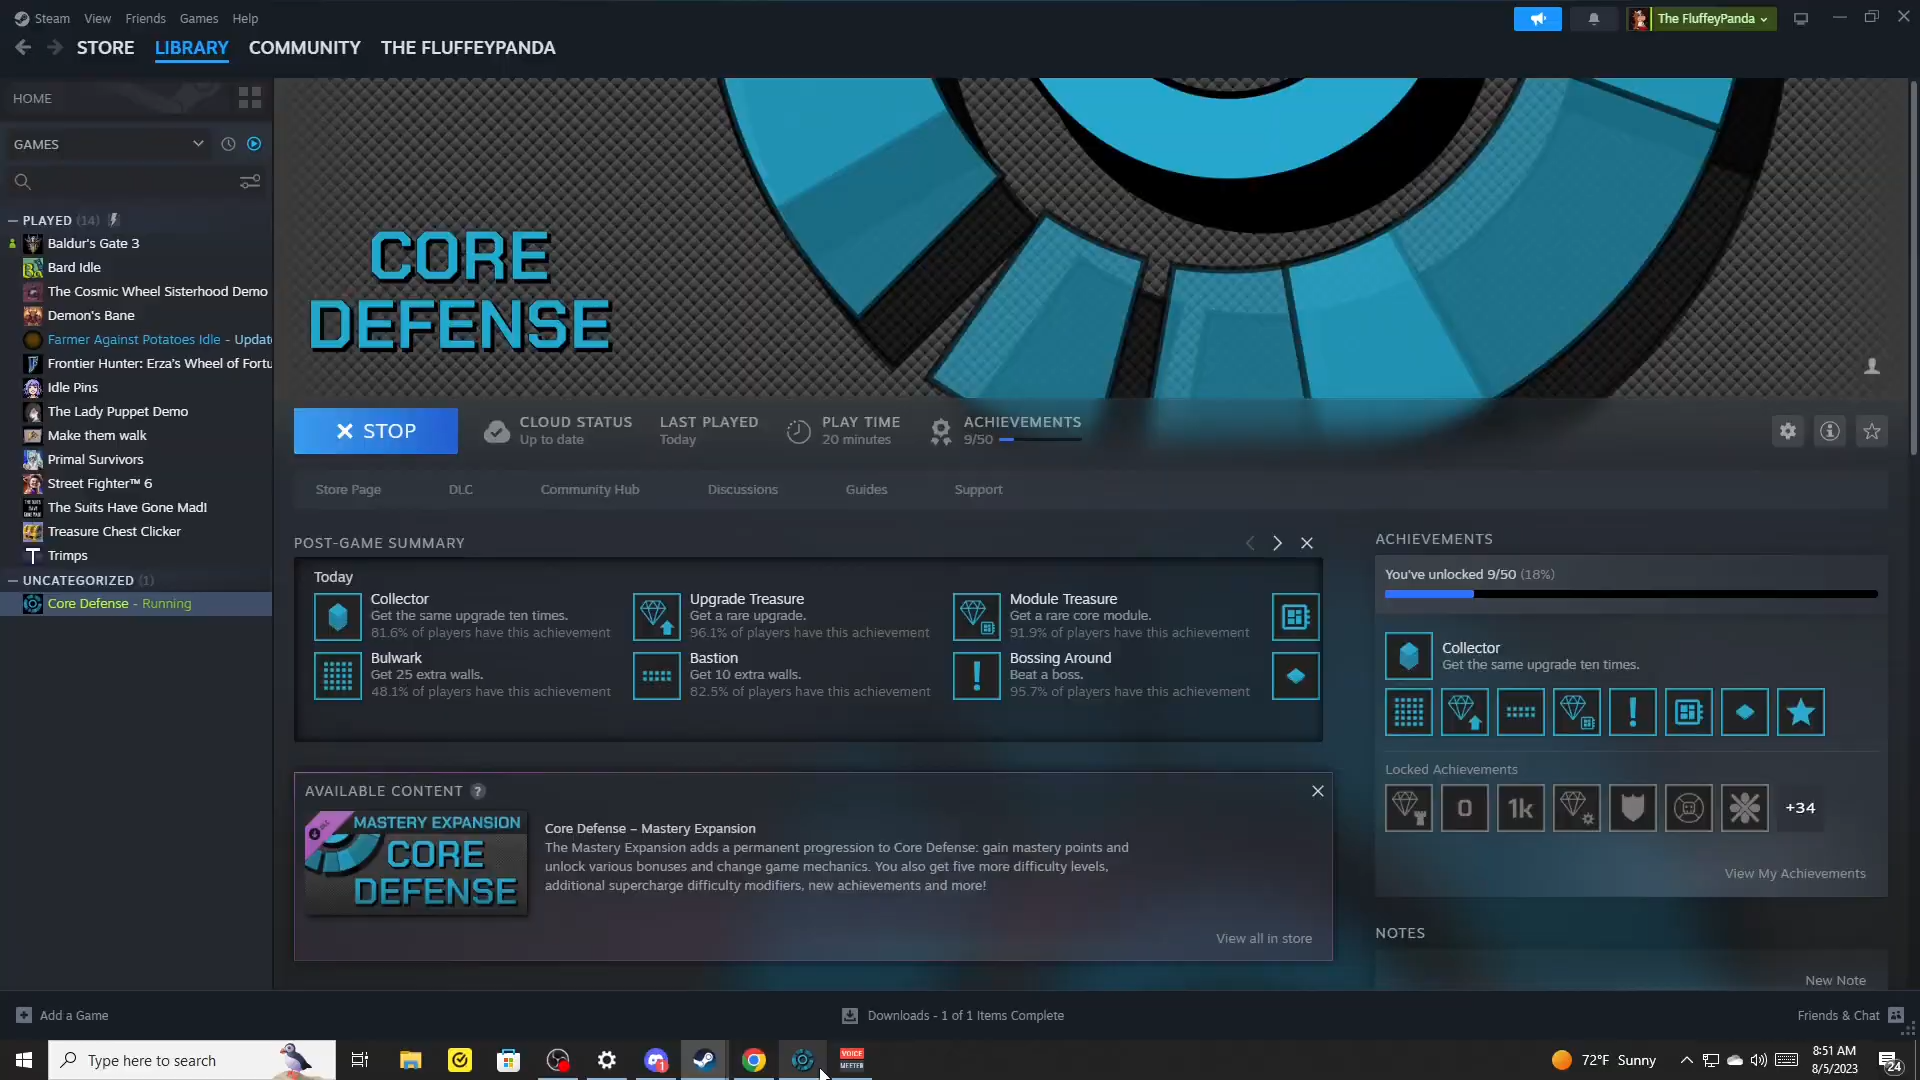 Steam View Friends Games Help
The FluffeyPanda
STORE LIBRARY COMMUNITY THE FLUFFEYPANDA
HOME
GAMES
PLAYED (14)
Baldur's Gate 3
Bard Idle
The Cosmic Wheel Sisterhood Demo
Demon's Bane
Farmer Against Potatoes Idle - Updat
Frontier Hunter: Erza's Wheel of Fortu
Idle Pins
The Lady Puppet Demo
Make them walk
Primal Survivors
Street Fighter™ 6
The Suits Have Gone Mad!
Treasure Chest Clicker
Trimps
UNCATEGORIZED (1)
Core Defense - Running
CORE
DEFENSE
STOP
CLOUD STATUS
Up to date
LAST PLAYED
Today
PLAY TIME
20 minutes
ACHIEVEMENTS
9/50
Store Page DLC Community Hub Discussions Guides Support
POST-GAME SUMMARY
Today
Collector
Get the same upgrade ten times.
81.6% of players have this achievement
Upgrade Treasure
Get a rare upgrade.
96.1% of players have this achievement
Module Treasure
Get a rare core module.
91.9% of players have this achievement
Bulwark
Get 25 extra walls.
48.1% of players have this achievement
Bastion
Get 10 extra walls.
82.5% of players have this achievement
Bossing Around
Beat a boss.
95.7% of players have this achievement
AVAILABLE CONTENT ?
MASTERY EXPANSION
CORE
DEFENSE
Core Defense – Mastery Expansion
The Mastery Expansion adds a permanent progression to Core Defense: gain mastery points and
unlock various bonuses and change game mechanics. You also get five more difficulty levels,
additional supercharge difficulty modifiers, new achievements and more!
View all in store
ACHIEVEMENTS
You've unlocked 9/50 (18%)
Collector
Get the same upgrade ten times.
Locked Achievements
0 1k +34
View My Achievements
NOTES
New Note
Add a Game
Downloads - 1 of 1 Items Complete
Friends & Chat
Type here to search
1
VOICE
MEETER
72°F Sunny
8:51 AM
8/5/2023
24